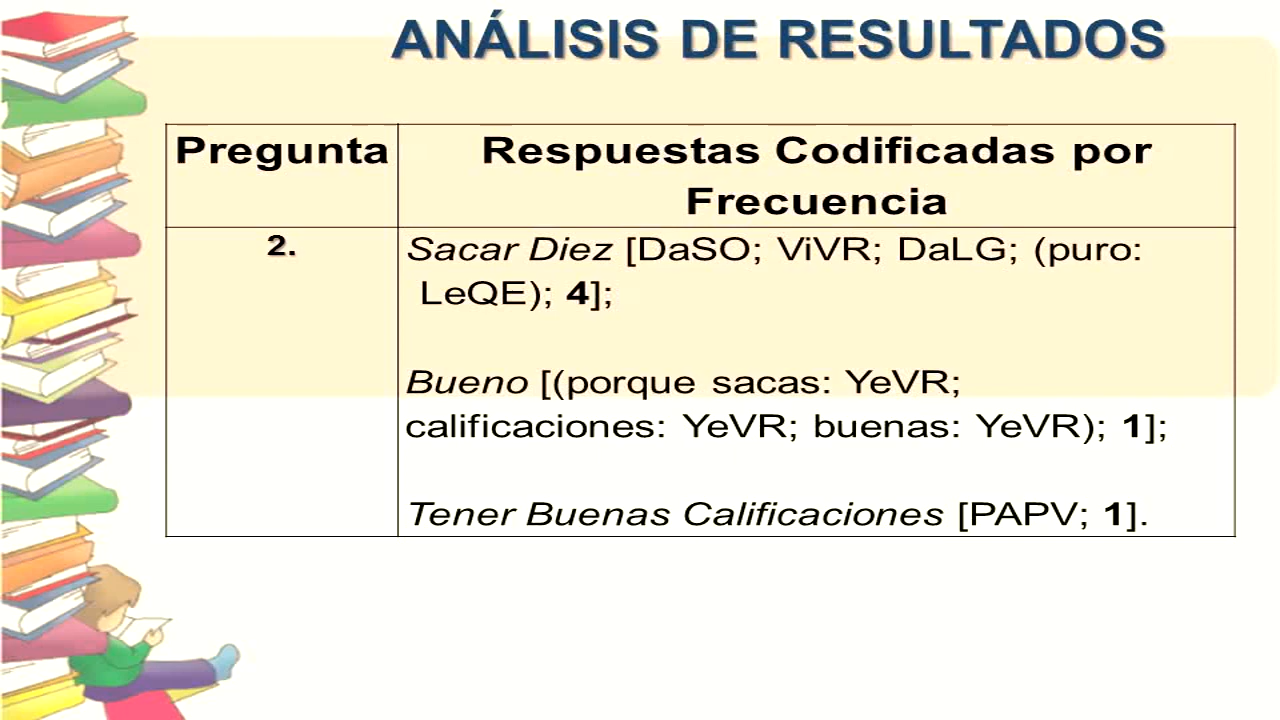 ANÁLISIS DE RESULTADOS
Pregunta
Respuestas Codificadas por
Frecuencia
2.
Sacar Diez [DaSO; ViVR; DaLG; (puro:
LeQE); 4];
Bueno [(porque sacas: YeVR;
calificaciones: YeVR; buenas: YeVR); 1];
Tener Buenas Calificaciones [PAPV; 1].